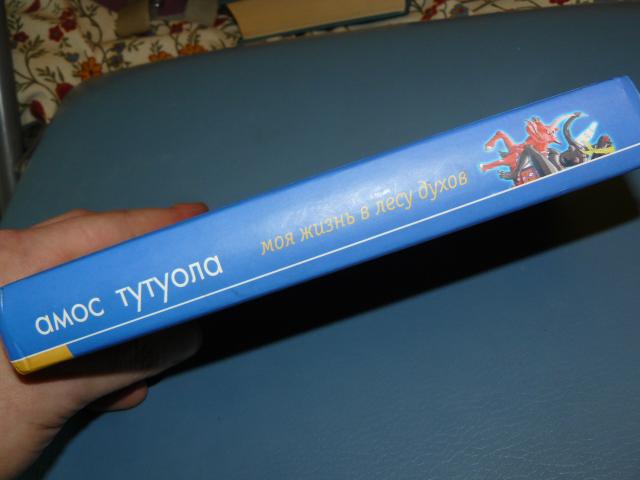 амос тутуола
моя жизнь в лесу духов